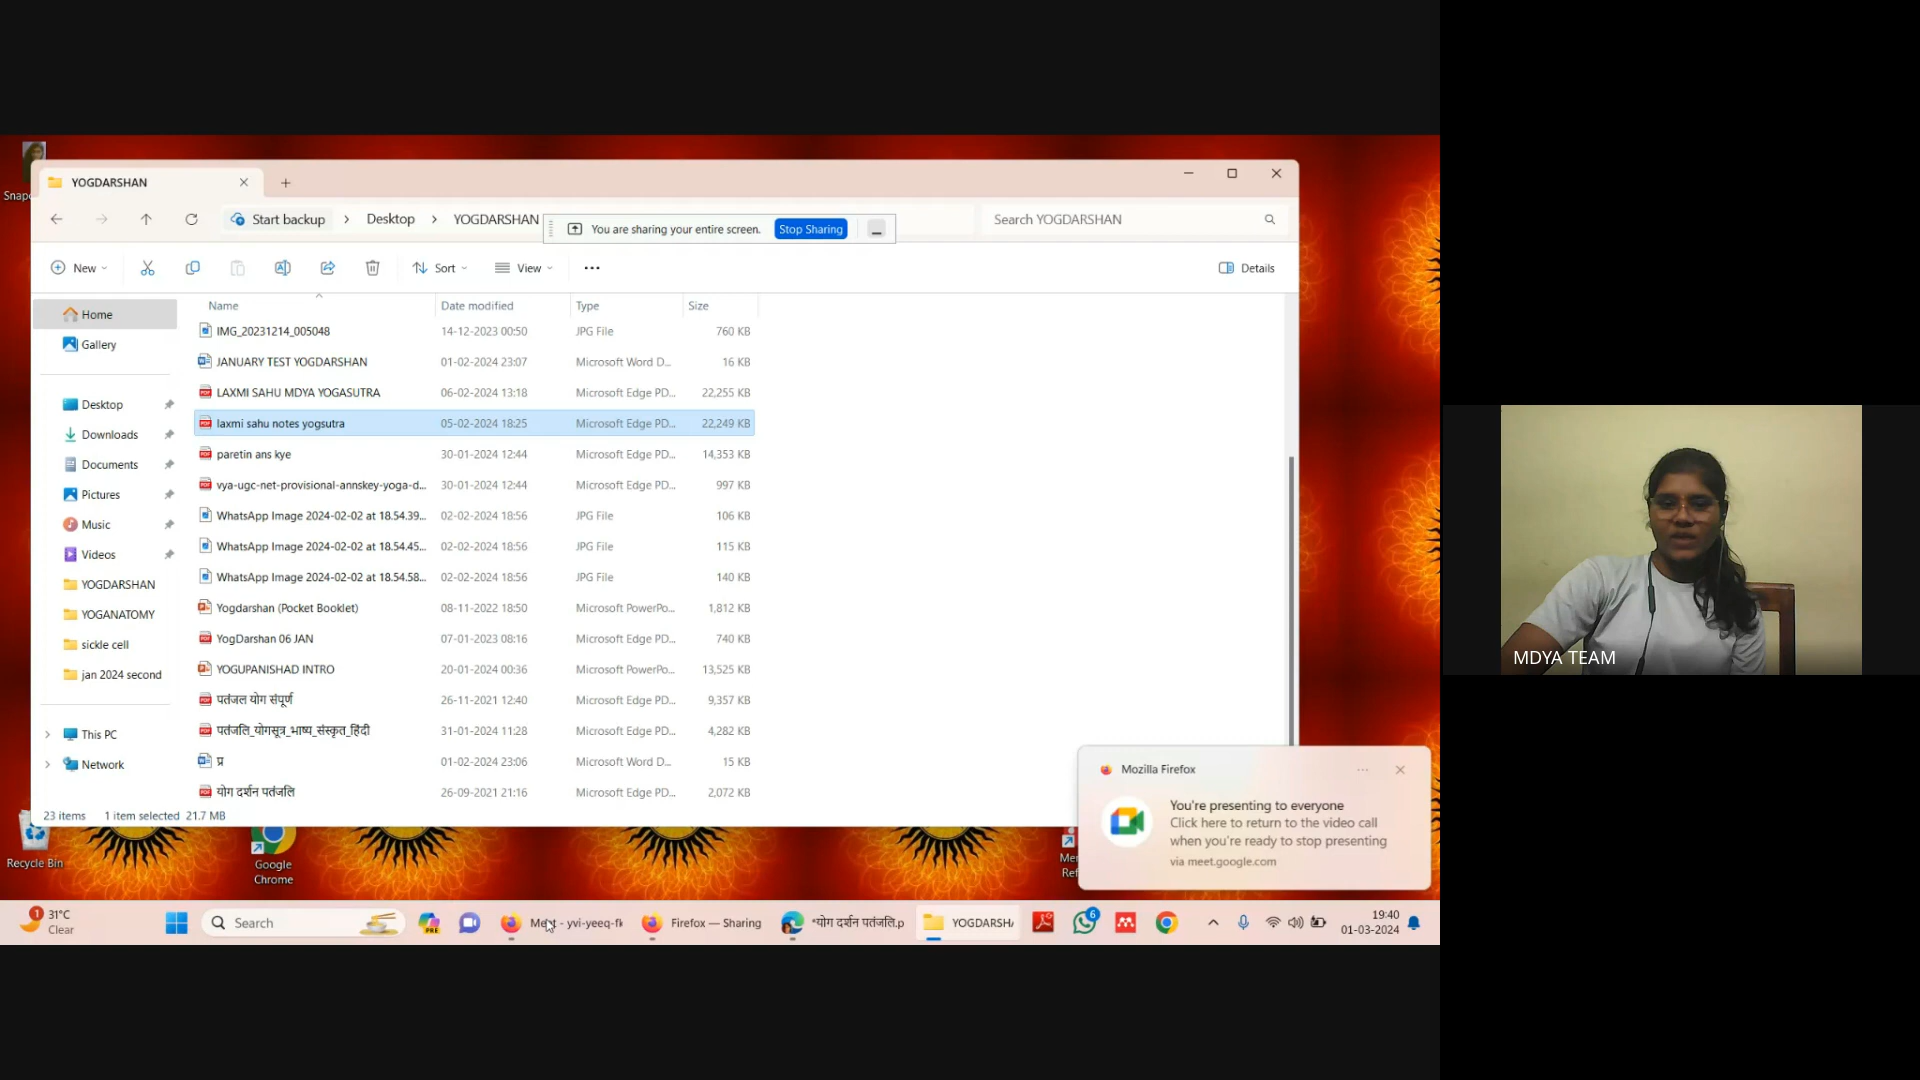 Snap
YOGDARSHAN
Start backup > Desktop > YOGDARSHAN
You are sharing your entire screen. Stop Sharing
Search YOGDARSHAN
New Sort View Details
Name Date modified Type Size
IMG_20231214_005048 14-12-2023 00:50 JPG File 760 KB
JANUARY TEST YOGDARSHAN 01-02-2024 23:07 Microsoft Word D... 16 KB
LAXMI SAHU MDYA YOGASUTRA 06-02-2024 13:18 Microsoft Edge PD... 22,255 KB
laxmi sahu notes yogsutra 05-02-2024 18:25 Microsoft Edge PD... 22,249 KB
paretin ans kye 30-01-2024 12:44 Microsoft Edge PD... 14,353 KB
vya-ugc-net-provisional-annskey-yoga-d... 30-01-2024 12:44 Microsoft Edge PD... 997 KB
WhatsApp Image 2024-02-02 at 18.54.39... 02-02-2024 18:56 JPG File 106 KB
WhatsApp Image 2024-02-02 at 18.54.45... 02-02-2024 18:56 JPG File 115 KB
WhatsApp Image 2024-02-02 at 18.54.58... 02-02-2024 18:56 JPG File 140 KB
Yogdarshan (Pocket Booklet) 08-11-2022 18:50 Microsoft PowerPo... 1,812 KB
YogDarshan 06 JAN 07-01-2023 08:16 Microsoft Edge PD... 740 KB
YOGUPANISHAD INTRO 20-01-2024 00:36 Microsoft PowerPo... 13,525 KB
पतंजल योग संपूर्ण 26-11-2021 12:40 Microsoft Edge PD... 9,357 KB
पतंजलि_योगसूत्र_भाष्य_संस्कृत_हिंदी 31-01-2024 11:28 Microsoft Edge PD... 4,282 KB
प्र 01-02-2024 23:06 Microsoft Word D... 15 KB
योग दर्शन पतंजलि 26-09-2021 21:16 Microsoft Edge PD... 2,072 KB
Home
Gallery
Desktop
Downloads
Documents
Pictures
Music
Videos
YOGDARSHAN
YOGANATOMY
sickle cell
jan 2024 second
This PC
Network
23 items 1 item selected 21.7 MB
Mozilla Firefox
You're presenting to everyone
Click here to return to the video call
when you're ready to stop presenting
via meet.google.com
Recycle Bin
Google
Chrome
Men
Ref
1 31°C
Clear
Search
PRE
Meet - yvi-yeeq-fk
Firefox — Sharing
*योग दर्शन पतंजलि.p
YOGDARSHA
6
19:40
01-03-2024
MDYA TEAM